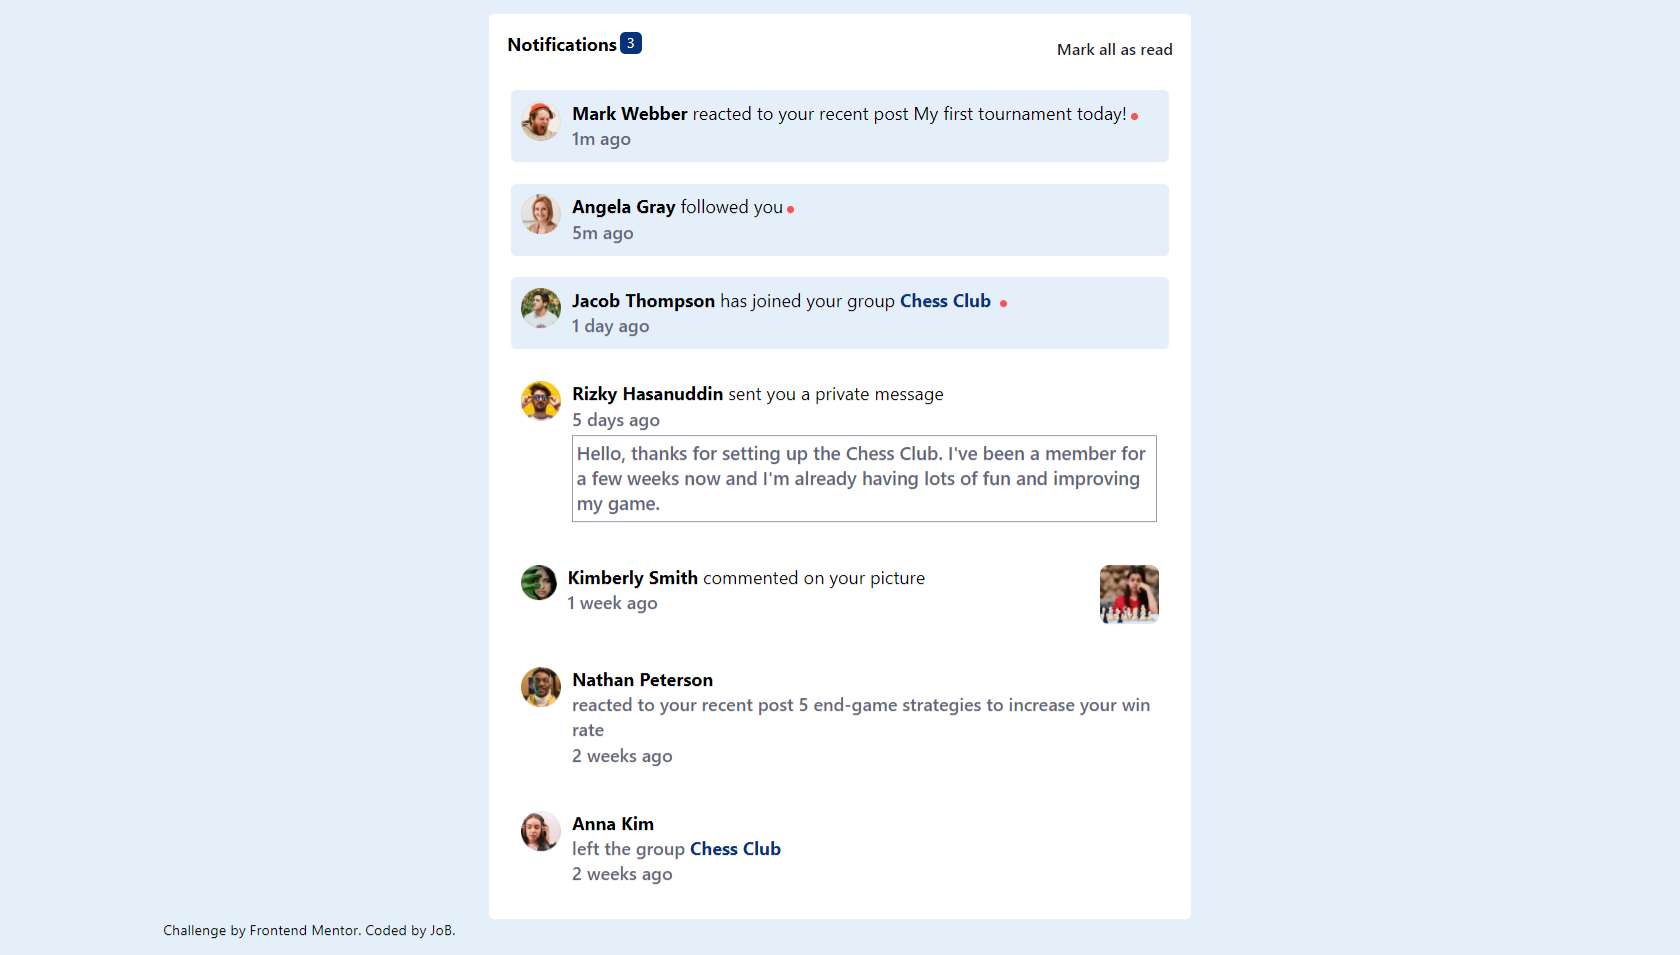 Notifications 3
Mark all as read
Mark Webber reacted to your recent post My first tournament today!
1m ago
Angela Gray followed you
5m ago
Jacob Thompson has joined your group Chess Club
1 day ago
Rizky Hasanuddin sent you a private message
5 days ago
Hello, thanks for setting up the Chess Club. I've been a member for
a few weeks now and I'm already having lots of fun and improving
my game.
Kimberly Smith commented on your picture
1 week ago
Nathan Peterson
reacted to your recent post 5 end-game strategies to increase your win
rate
2 weeks ago
Anna Kim
left the group Chess Club
2 weeks ago
Challenge by Frontend Mentor. Coded by JoB.